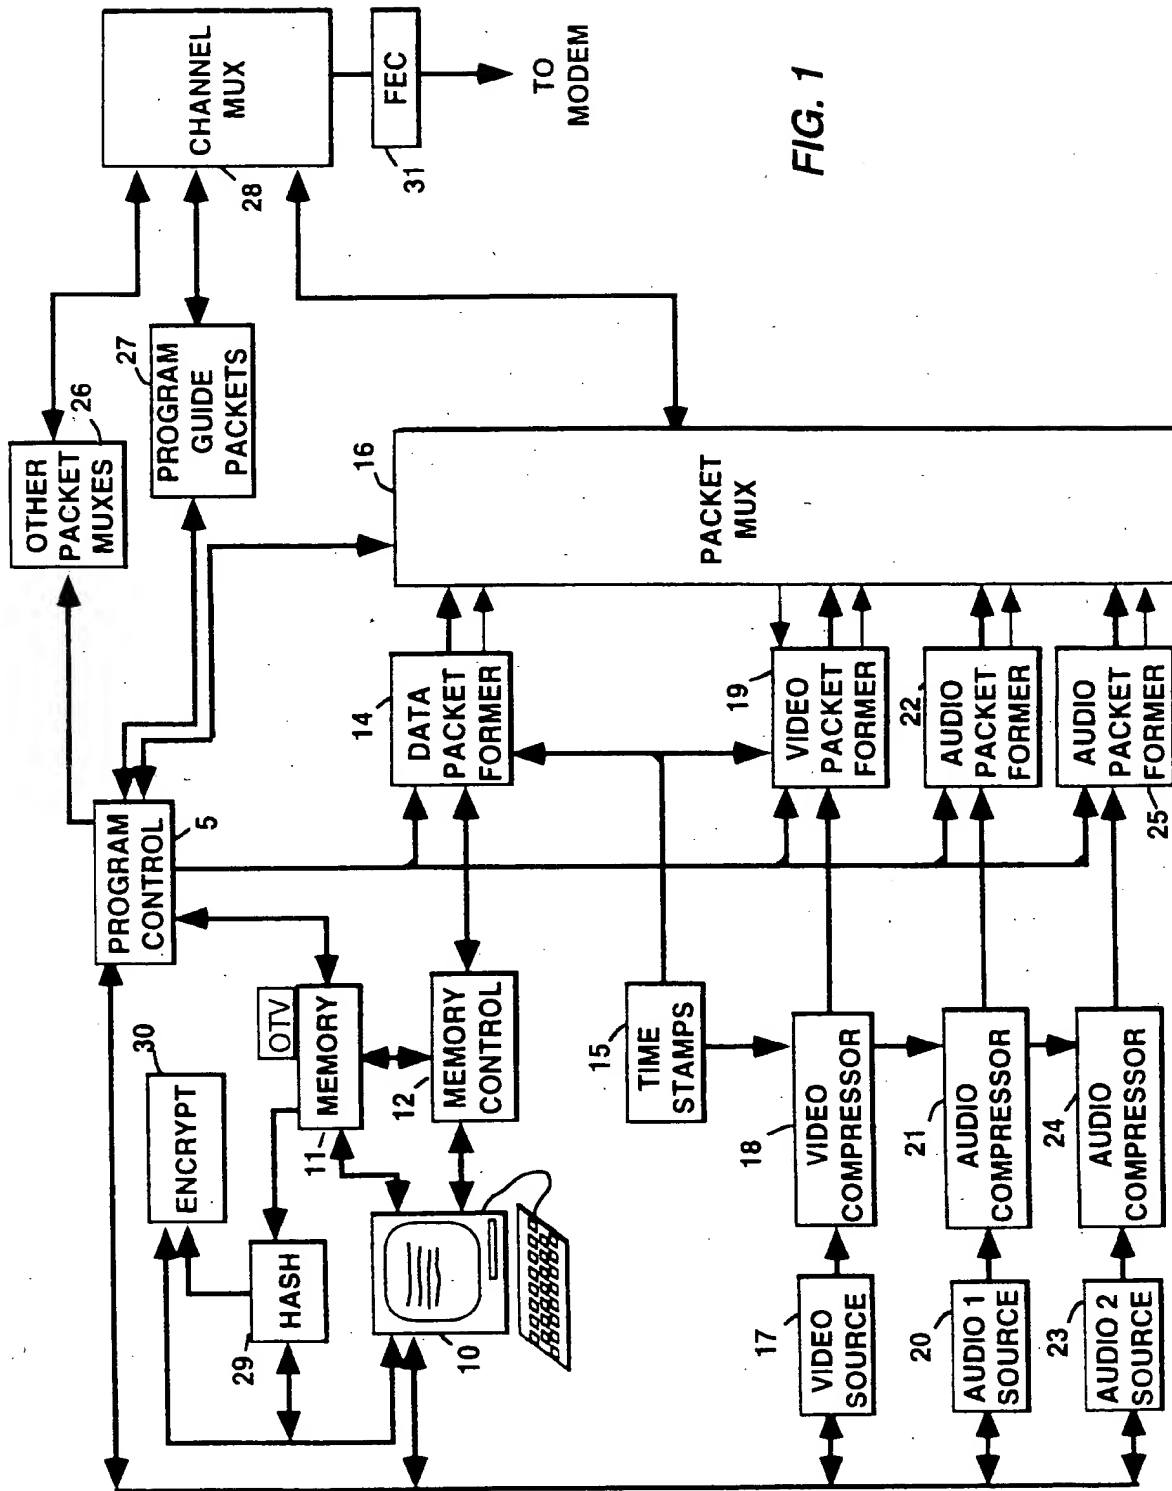 CHANNEL
MUX
28
FEC
31
TO
MODEM
FIG. 1
OTHER
PACKET
MUXES
26
PROGRAM
GUIDE
PACKETS
27
PACKET
MUX
16
PROGRAM
CONTROL
5
DATA
PACKET
FORMER
14
VIDEO
PACKET
FORMER
19
AUDIO
PACKET
FORMER
22
AUDIO
PACKET
FORMER
25
ENCRYPT
30
OTV
MEMORY
11
MEMORY
CONTROL
12
HASH
29
10
TIME
STAMPS
15
VIDEO
COMPRESSOR
18
AUDIO
COMPRESSOR
21
AUDIO
COMPRESSOR
24
VIDEO
SOURCE
17
AUDIO 1
SOURCE
20
AUDIO 2
SOURCE
23